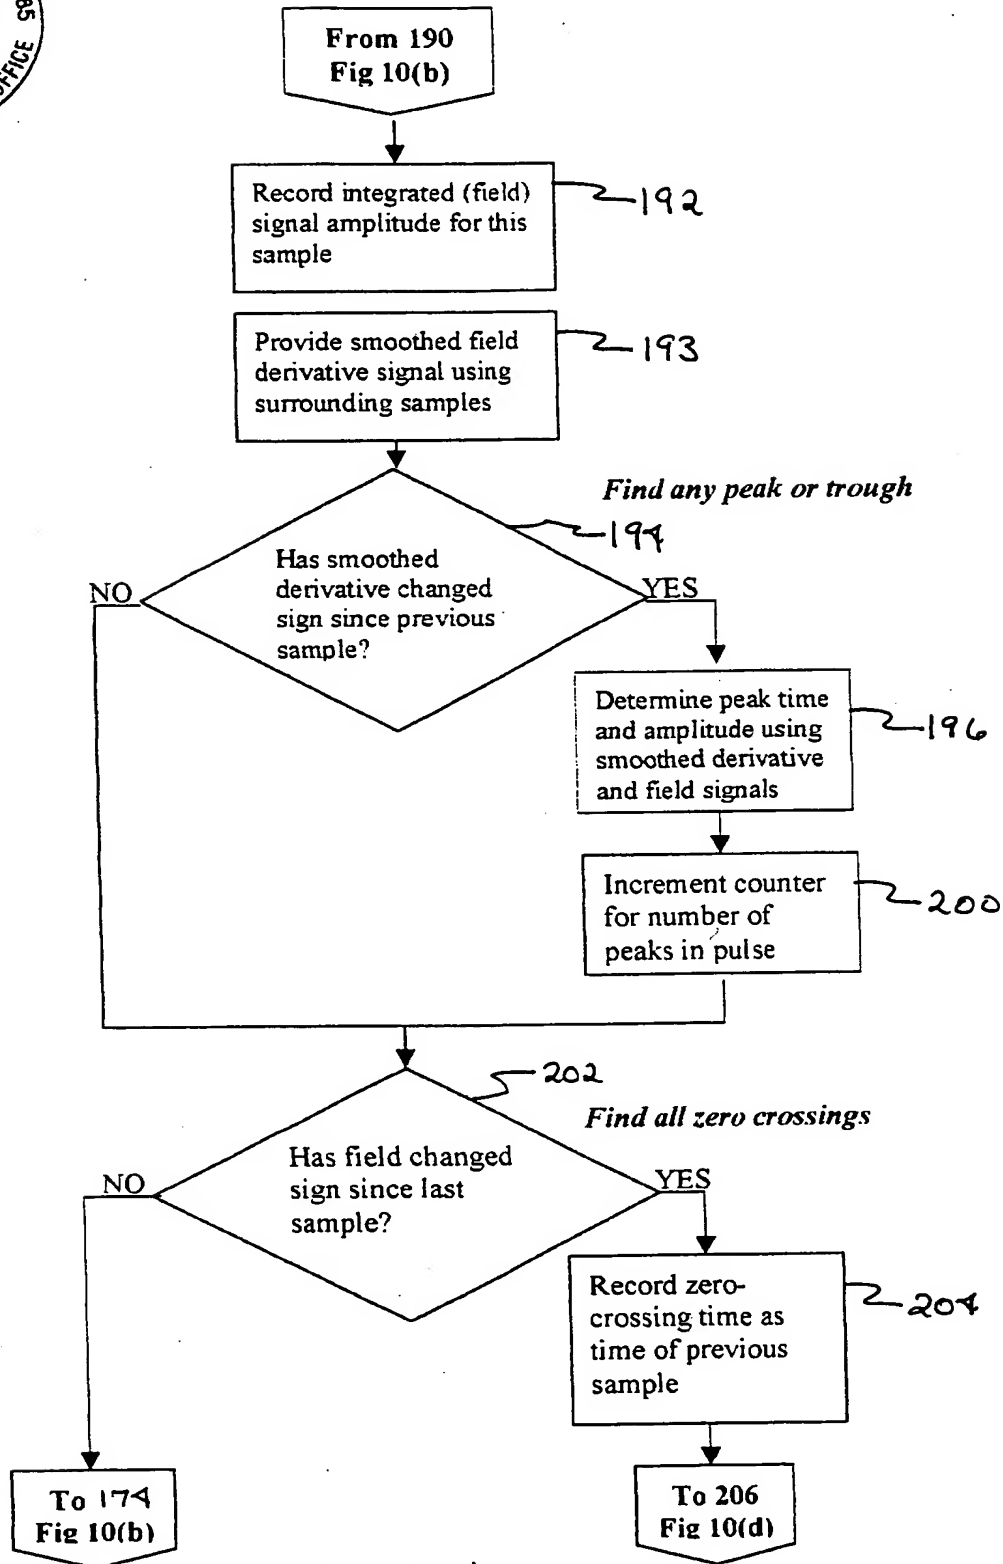 85
OFFICE
From 190
Fig 10(b)
Record integrated (field)
signal amplitude for this
sample
192
Provide smoothed field
derivative signal using
surrounding samples
193
Find any peak or trough
194
Has smoothed
derivative changed
sign since previous
sample?
NO
YES
Determine peak time
and amplitude using
smoothed derivative
and field signals
196
Increment counter
for number of
peaks in pulse
200
202
Find all zero crossings
Has field changed
sign since last
sample?
NO
YES
Record zero-
crossing time as
time of previous
sample
204
To 174
Fig 10(b)
To 206
Fig 10(d)